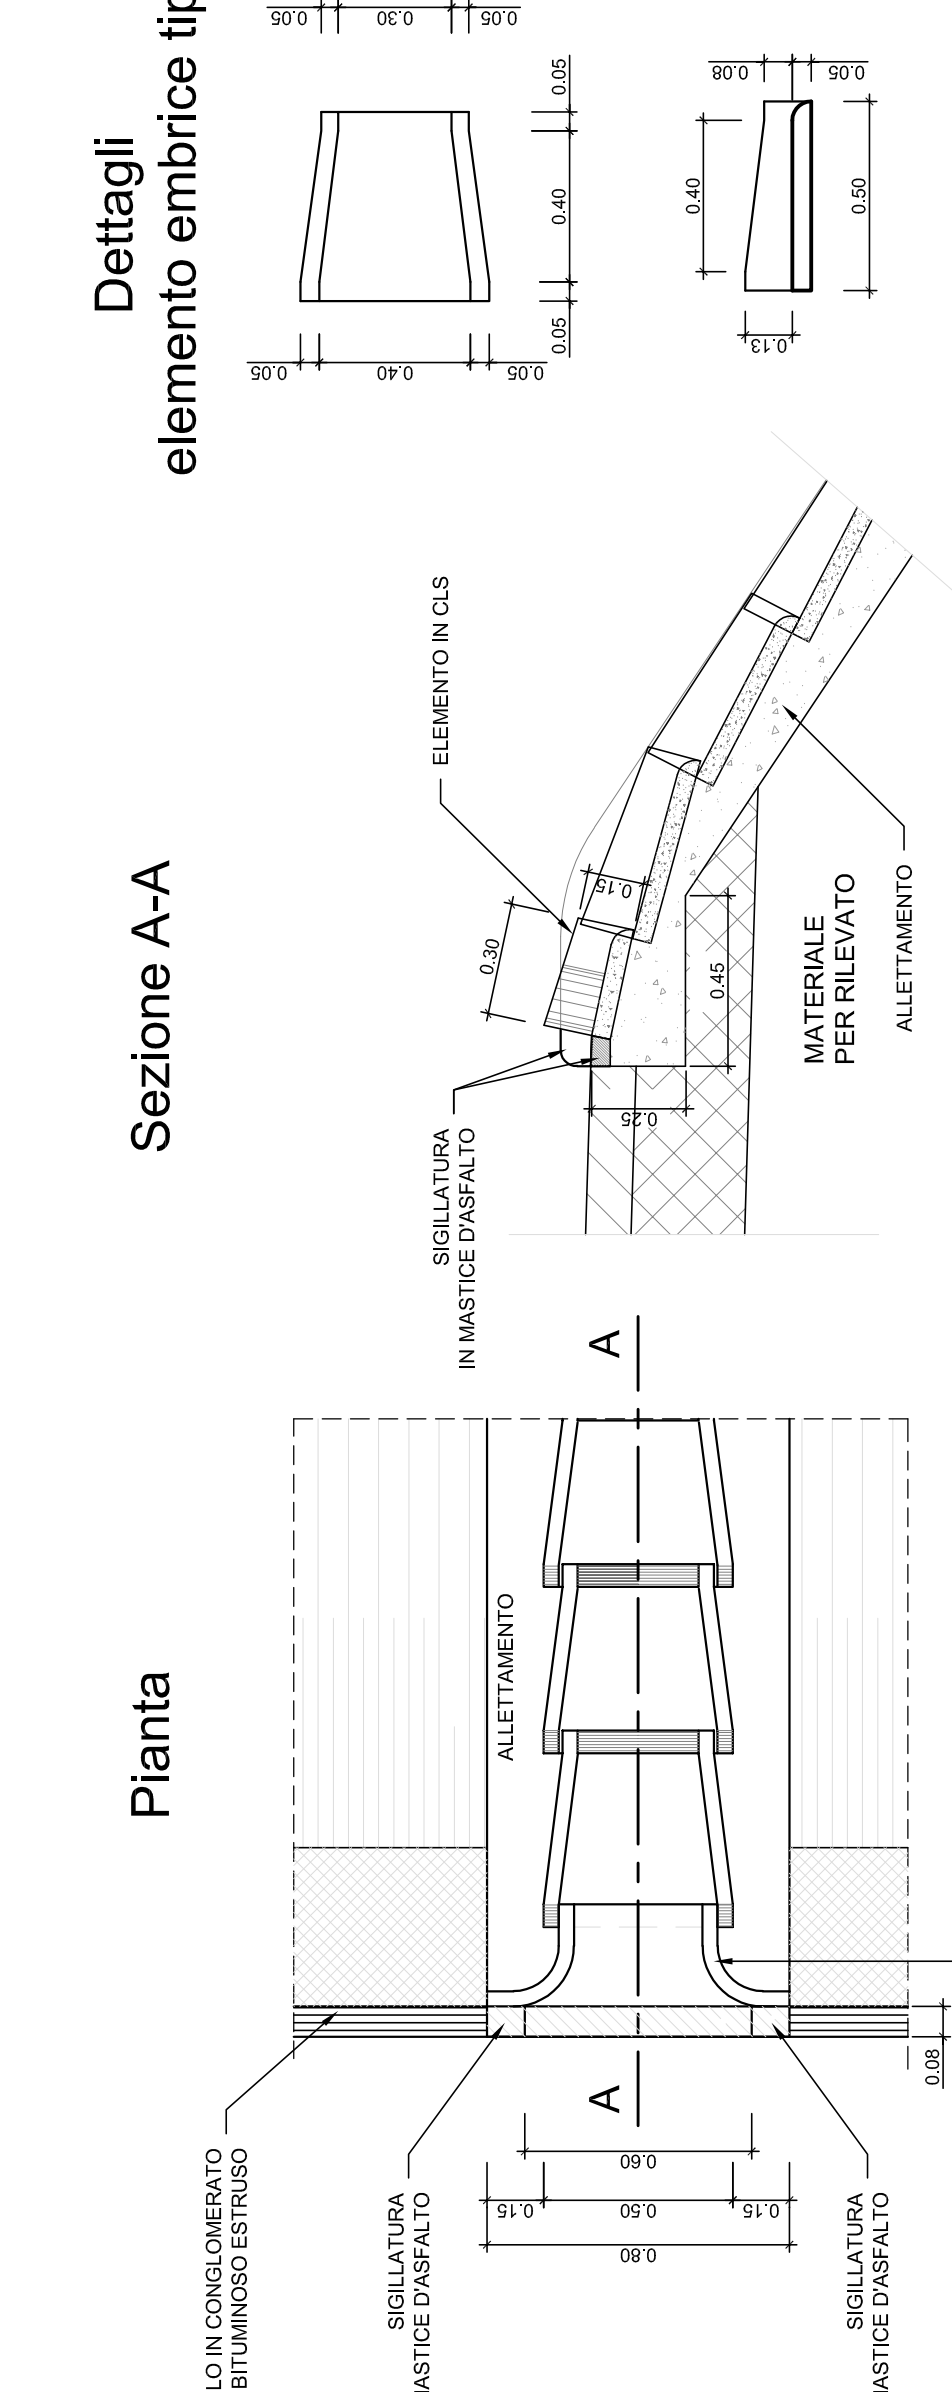 Dettagli
elemento embrice tip
0.05
0.30
0.05
0.05
0.40
0.05
0.05
0.40
0.05
0.08
0.05
0.40
0.50
0.13
Sezione A-A
ELEMENTO IN CLS
0.30
0.15
0.45
0.25
SIGILLATURA
IN MASTICE D'ASFALTO
MATERIALE
PER RILEVATO
ALLETTAMENTO
Pianta
A
ALLETTAMENTO
A
0.08
0.60
0.15
0.50
0.15
0.80
LO IN CONGLOMERATO
BITUMINOSO ESTRUSO
SIGILLATURA
ASTICE D'ASFALTO
SIGILLATURA
ASTICE D'ASFALTO